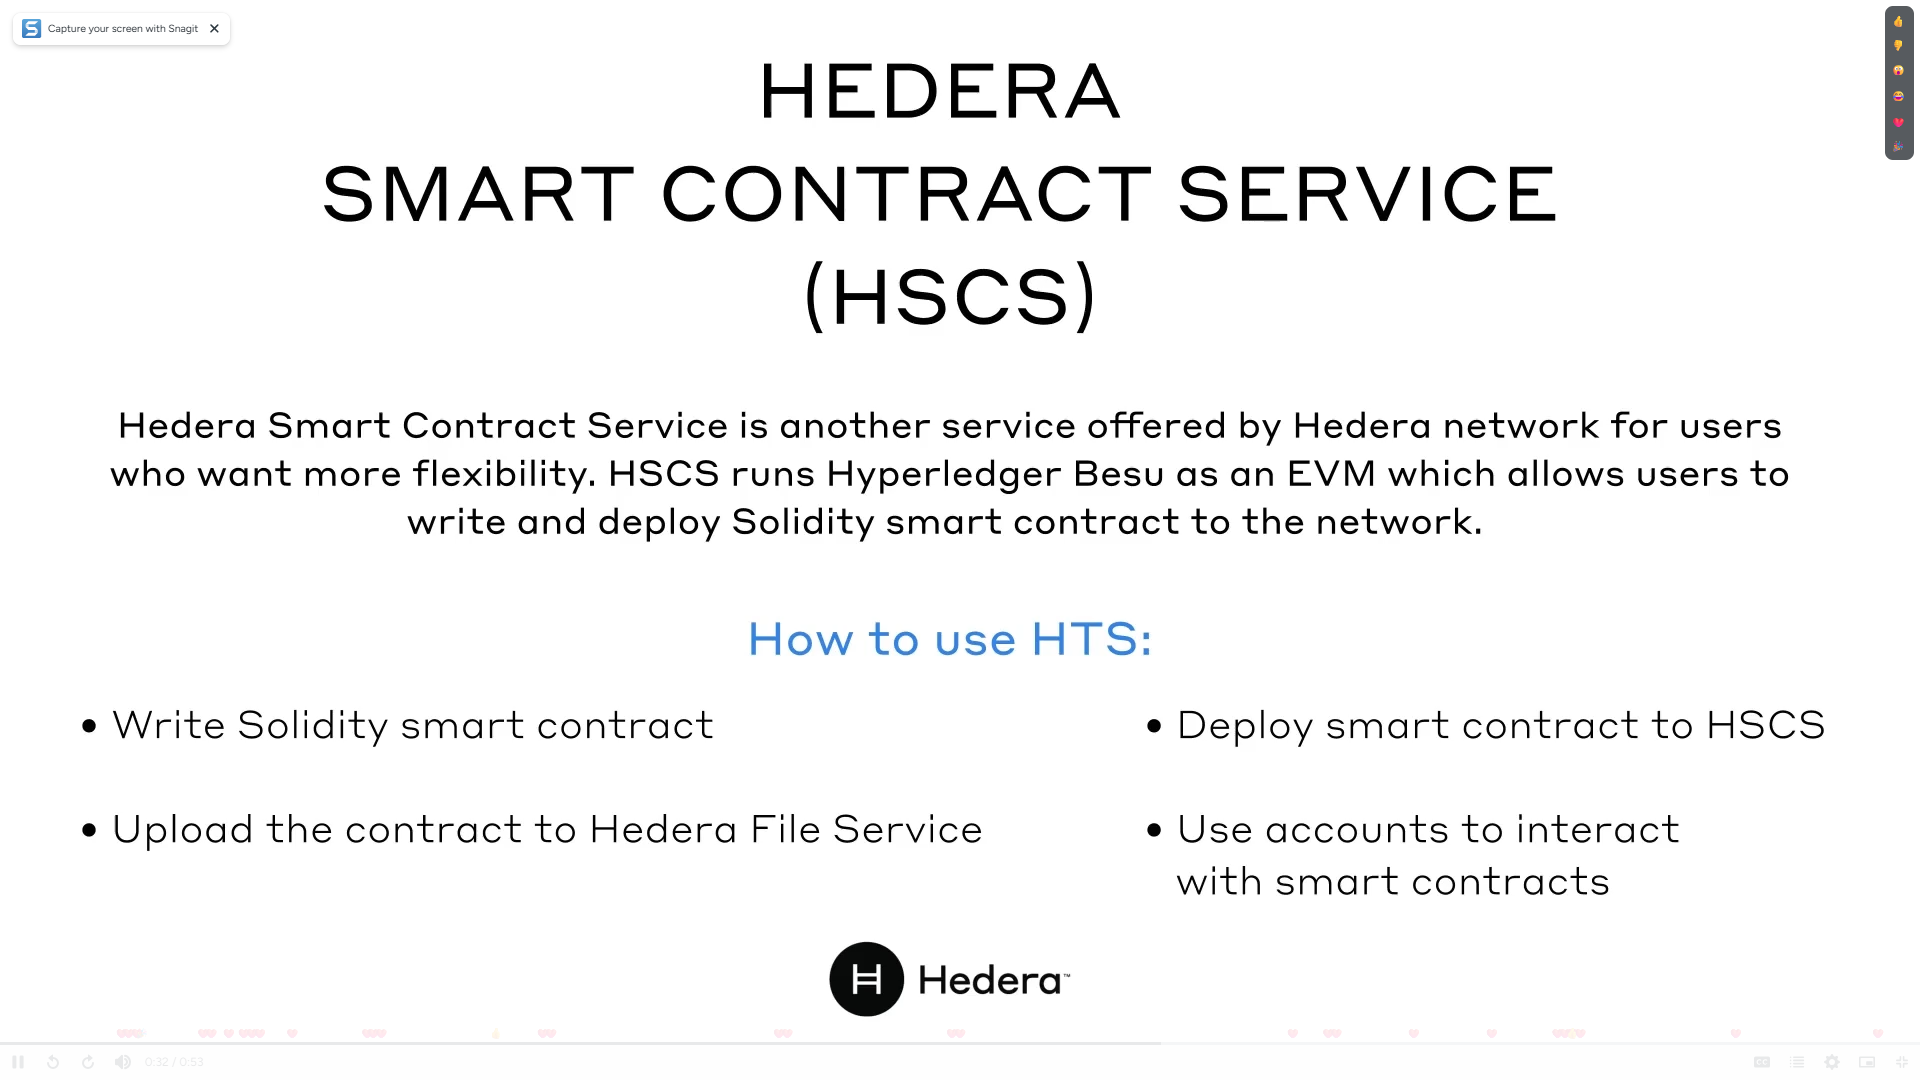 Capture your screen with Snagit
HEDERA
SMART CONTRACT SERVICE
(HSCS)
Hedera Smart Contract Service is another service offered by Hedera network for users
who want more flexibility. HSCS runs Hyperledger Besu as an EVM which allows users to
write and deploy Solidity smart contract to the network.
How to use HTS:
• Write Solidity smart contract
• Upload the contract to Hedera File Service
• Deploy smart contract to HSCS
• Use accounts to interact
with smart contracts
Hedera™
0:32 / 0:53